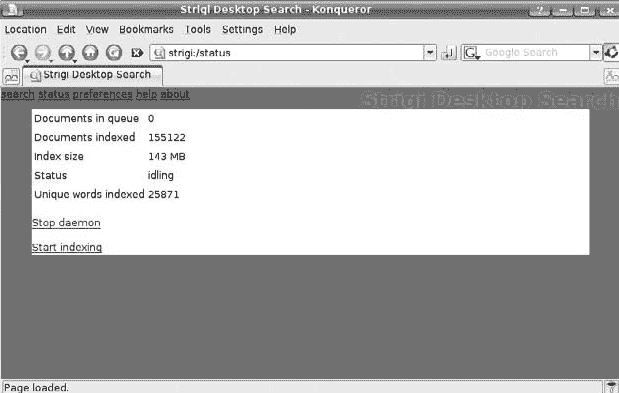 Strigi Desktop Search - Konqueror
Location Edit View Bookmarks Tools Settings Help
strigi:/status Google Search
Strigi Desktop Search
search status preferences help about
Strigi Desktop Search
Documents in queue 0
Documents indexed 155122
Index size 143 MB
Status idling
Unique words indexed 25871
Stop daemon
Start indexing
Page loaded.